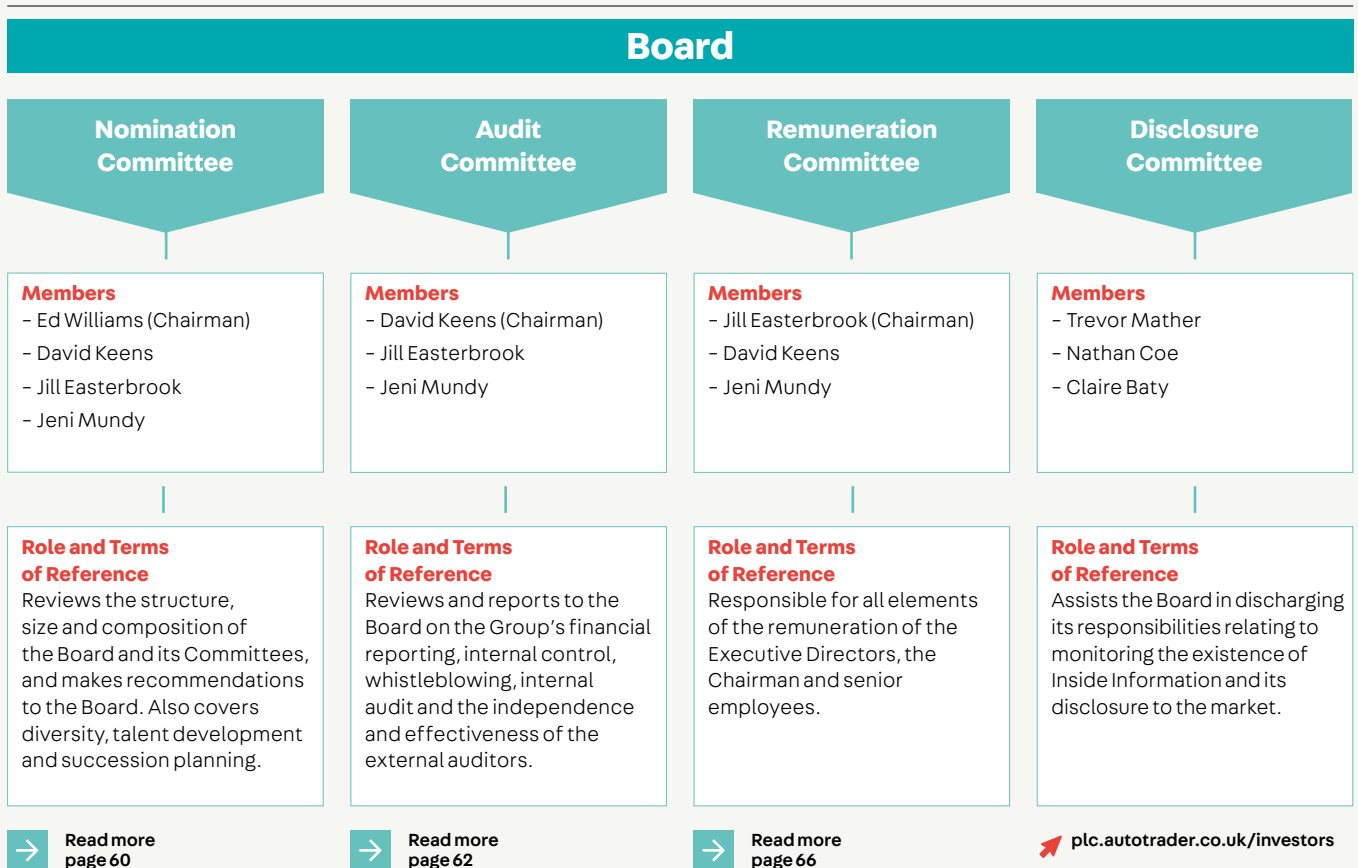 Board
Nomination
Committee
Members
– Ed Williams (Chairman)
– David Keens
– Jill Easterbrook
– Jeni Mundy
Role and Terms
of Reference
Reviews the structure,
size and composition of
the Board and its Committees,
and makes recommendations
to the Board. Also covers
diversity, talent development
and succession planning.
Read more
page 60
Audit
Committee
Members
– David Keens (Chairman)
– Jill Easterbrook
– Jeni Mundy
Role and Terms
of Reference
Reviews and reports to the
Board on the Group's financial
reporting, internal control,
whistleblowing, internal
audit and the independence
and effectiveness of the
external auditors.
Read more
page 62
Remuneration
Committee
Members
– Jill Easterbrook (Chairman)
– David Keens
– Jeni Mundy
Role and Terms
of Reference
Responsible for all elements
of the remuneration of the
Executive Directors, the
Chairman and senior
employees.
Read more
page 66
Disclosure
Committee
Members
– Trevor Mather
– Nathan Coe
– Claire Baty
Role and Terms
of Reference
Assists the Board in discharging
its responsibilities relating to
monitoring the existence of
Inside Information and its
disclosure to the market.
plc.autotrader.co.uk/investors